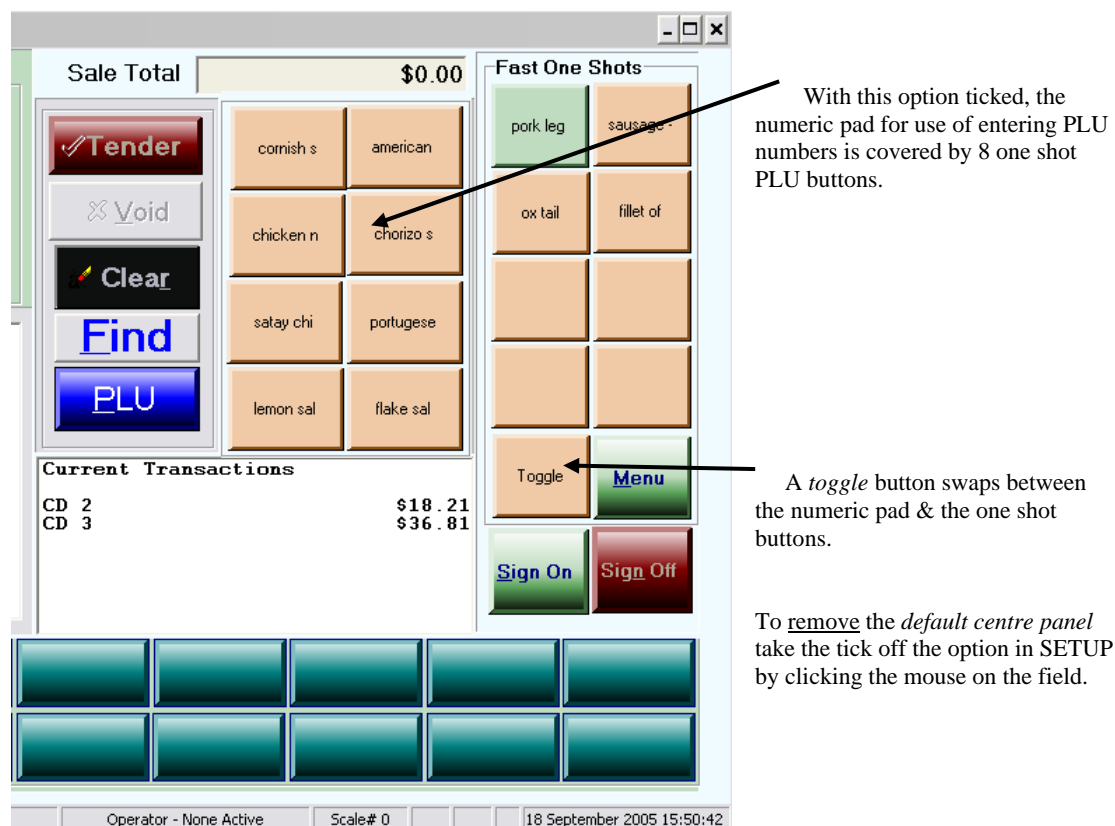 Sale Total $0.00
Tender
Void
Clear
Find
PLU
cornish s american
chicken n chorizo s
satay chi portugese
lemon sal flake sal
Fast One Shots
pork leg sausage -
ox tail fillet of
Toggle Menu
Sign On Sign Off
Current Transactions
CD 2 $18.21
CD 3 $36.81
Operator - None Active Scale# 0 18 September 2005 15:50:42
With this option ticked, the
numeric pad for use of entering PLU
numbers is covered by 8 one shot
PLU buttons.
A toggle button swaps between
the numeric pad & the one shot
buttons.
To remove the default centre panel
take the tick off the option in SETUP
by clicking the mouse on the field.